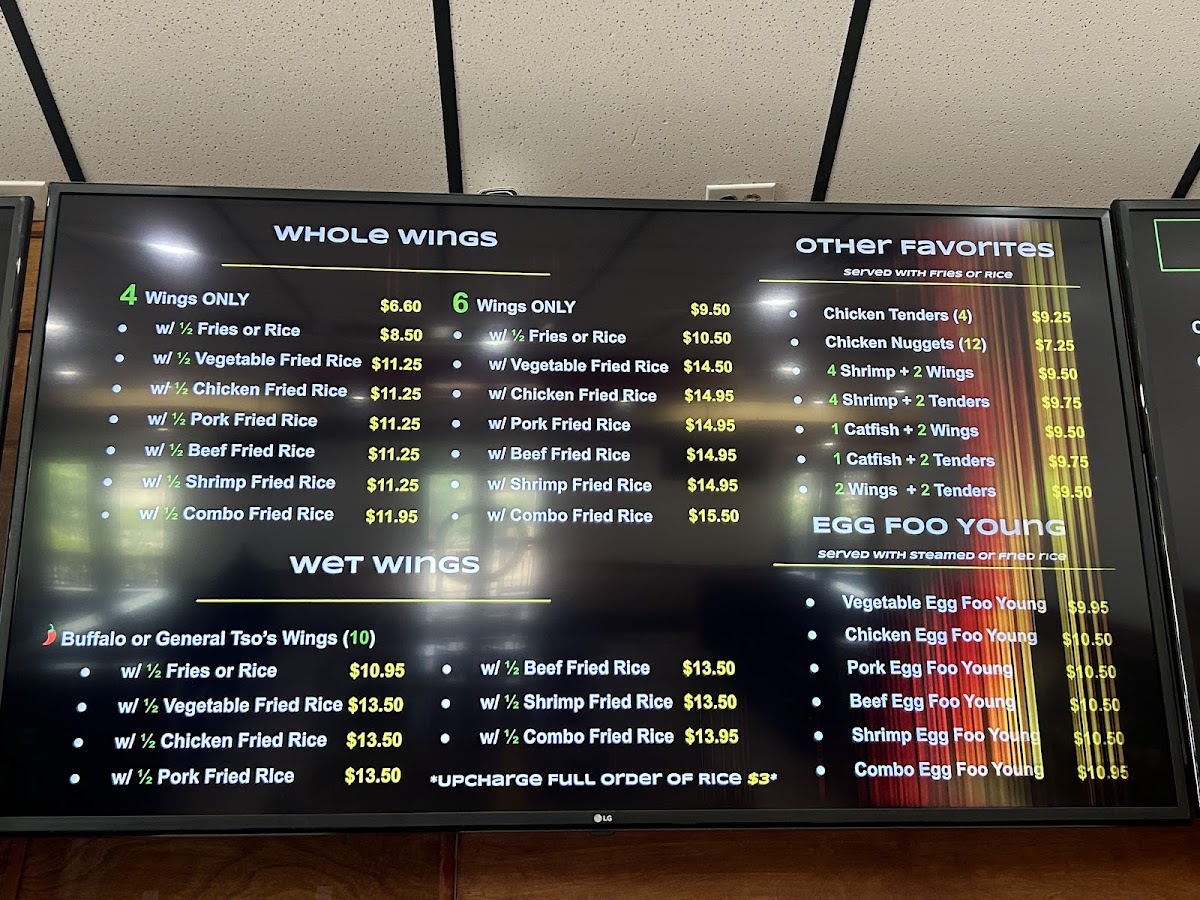 WHOLE WINGS
4 Wings ONLY $6.60
• w/ ½ Fries or Rice $8.50
• w/ ½ Vegetable Fried Rice $11.25
• w/ ½ Chicken Fried Rice $11.25
• w/ ½ Pork Fried Rice $11.25
• w/ ½ Beef Fried Rice $11.25
• w/ ½ Shrimp Fried Rice $11.25
• w/ ½ Combo Fried Rice $11.95
6 Wings ONLY $9.50
• w/ ½ Fries or Rice $10.50
• w/ Vegetable Fried Rice $14.50
• w/ Chicken Fried Rice $14.95
• w/ Pork Fried Rice $14.95
• w/ Beef Fried Rice $14.95
• w/ Shrimp Fried Rice $14.95
• w/ Combo Fried Rice $15.50
WET WINGS
Buffalo or General Tso's Wings (10)
• w/ ½ Fries or Rice $10.95
• w/ ½ Vegetable Fried Rice $13.50
• w/ ½ Chicken Fried Rice $13.50
• w/ ½ Pork Fried Rice $13.50
• w/ ½ Beef Fried Rice $13.50
• w/ ½ Shrimp Fried Rice $13.50
• w/ ½ Combo Fried Rice $13.95
*UPCHARGE FULL ORDER OF RICE $3*
OTHER FAVORITES
SERVED WITH FRIES OR RICE
• Chicken Tenders (4) $9.25
• Chicken Nuggets (12) $7.25
• 4 Shrimp + 2 Wings $9.50
• 4 Shrimp + 2 Tenders $9.75
• 1 Catfish + 2 Wings $9.50
• 1 Catfish + 2 Tenders $9.75
• 2 Wings + 2 Tenders $9.50
EGG FOO YOUNG
SERVED WITH STEAMED OR FRIED RICE
• Vegetable Egg Foo Young $9.95
• Chicken Egg Foo Young $10.50
• Pork Egg Foo Young $10.50
• Beef Egg Foo Young $10.50
• Shrimp Egg Foo Young $10.50
• Combo Egg Foo Young $10.95
LG